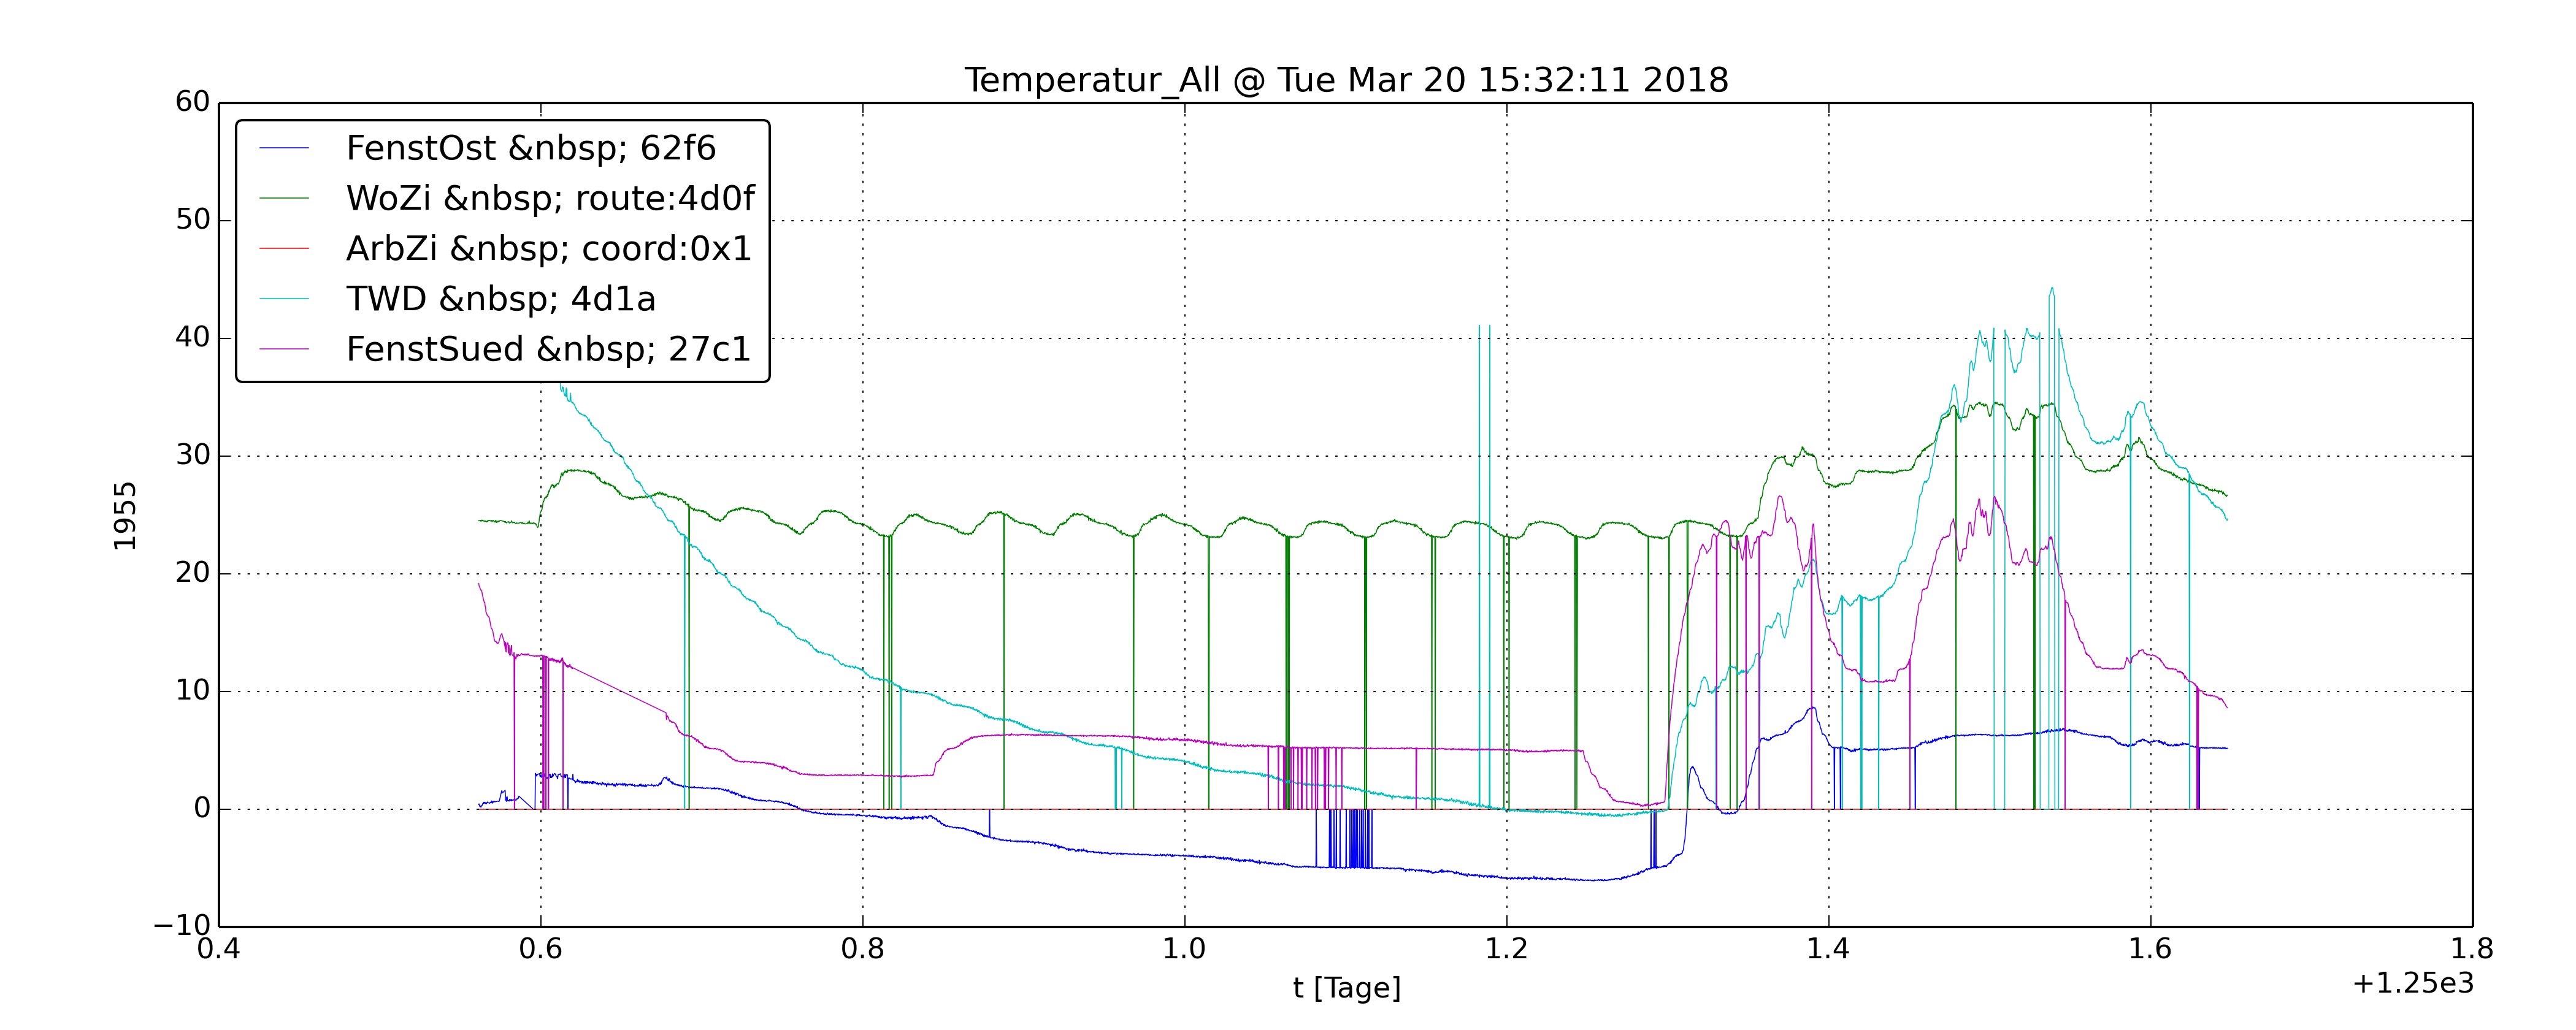 Temperatur_All @ Tue Mar 20 15:32:11 2018
60
50
40
30
20
10
0
−10
1955
FenstOst &nbsp; 62f6
WoZi &nbsp; route:4d0f
ArbZi &nbsp; coord:0x1
TWD &nbsp; 4d1a
FenstSued &nbsp; 27c1
0.4 0.6 0.8 1.0 1.2 1.4 1.6 1.8
t [Tage]
+1.25e3